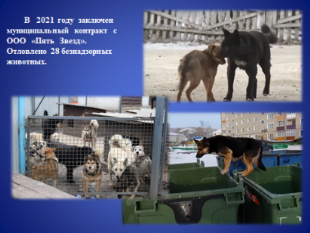 В 2021 году заключен
муниципальный контракт с
ООО «Пять Звезд».
Отловлено 28 безнадзорных
животных.